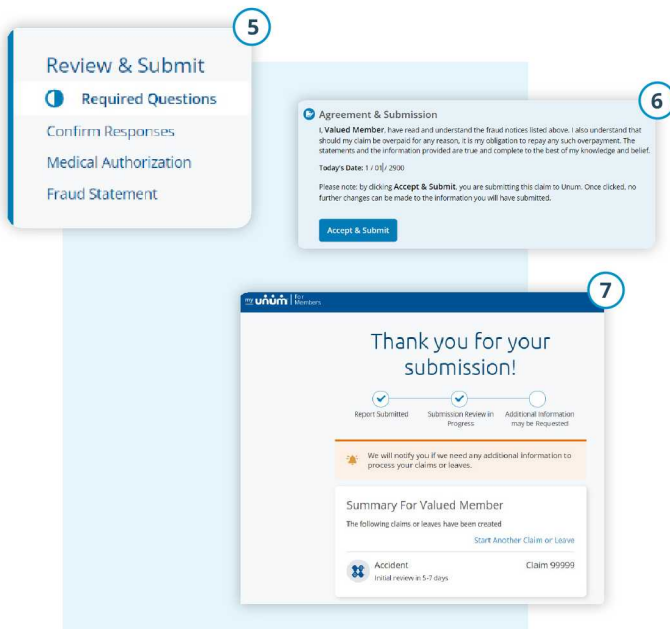 5
Review & Submit
Required Questions
Confirm Responses
Medical Authorization
Fraud Statement
6
Agreement & Submission
I, Valued Member, have read and understand the fraud notices listed above. I also understand that
should my claim be overpaid for any reason, it is my obligation to repay any such overpayment. The
statements and the information provided are true and complete to the best of my knowledge and belief.
Today's Date: 1 / 01/ 2900
Please note: by clicking Accept & Submit, you are submitting this claim to Unum. Once clicked, no
further changes can be made to the information you will have submitted.
Accept & Submit
7
my unum | For Members
Thank you for your
submission!
Report Submitted
Submission Review in
Progress
Additional Information
may be Requested
We will notify you if we need any additional information to
process your claims or leaves.
Summary For Valued Member
The following claims or leaves have been created
Start Another Claim or Leave
Accident Claim 99999
Initial review in 5-7 days